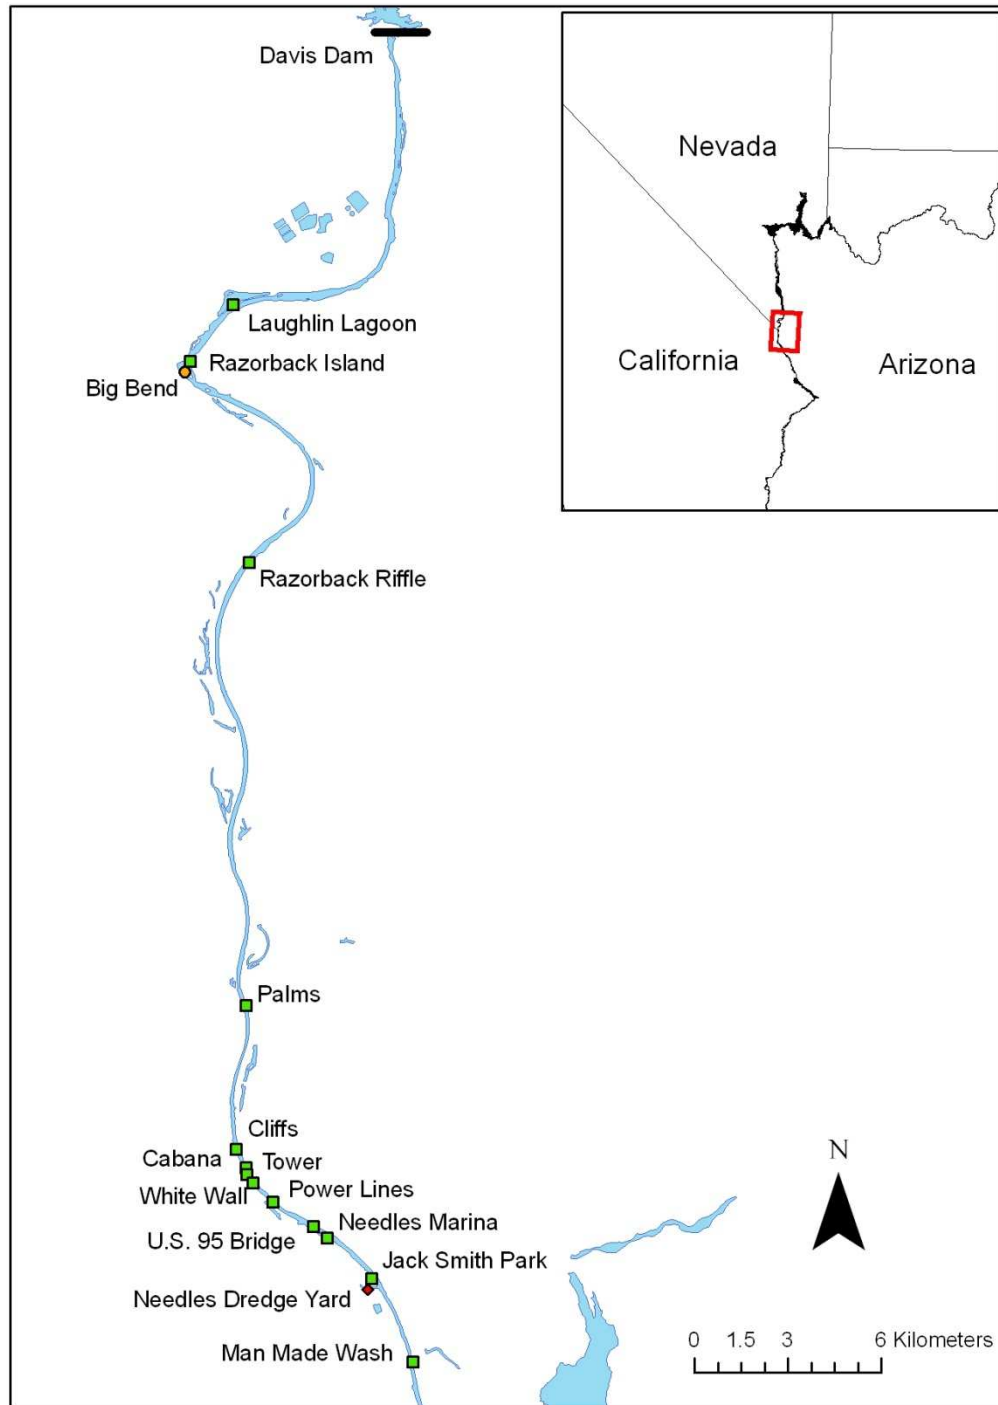 Davis Dam
Nevada
Laughlin Lagoon
Razorback Island
Big Bend
California
Arizona
Razorback Riffle
Palms
Cliffs
Cabana
Tower
White Wall
Power Lines
Needles Marina
U.S. 95 Bridge
Jack Smith Park
Needles Dredge Yard
Man Made Wash
N
0 1.5 3 6 Kilometers